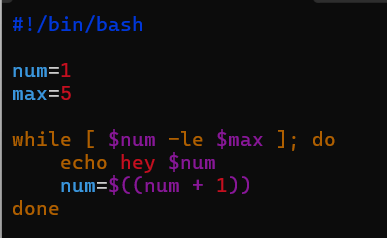 #!/bin/bash

num=1
max=5

while [ $num -le $max ]; do
    echo hey $num
    num=$((num + 1))
done